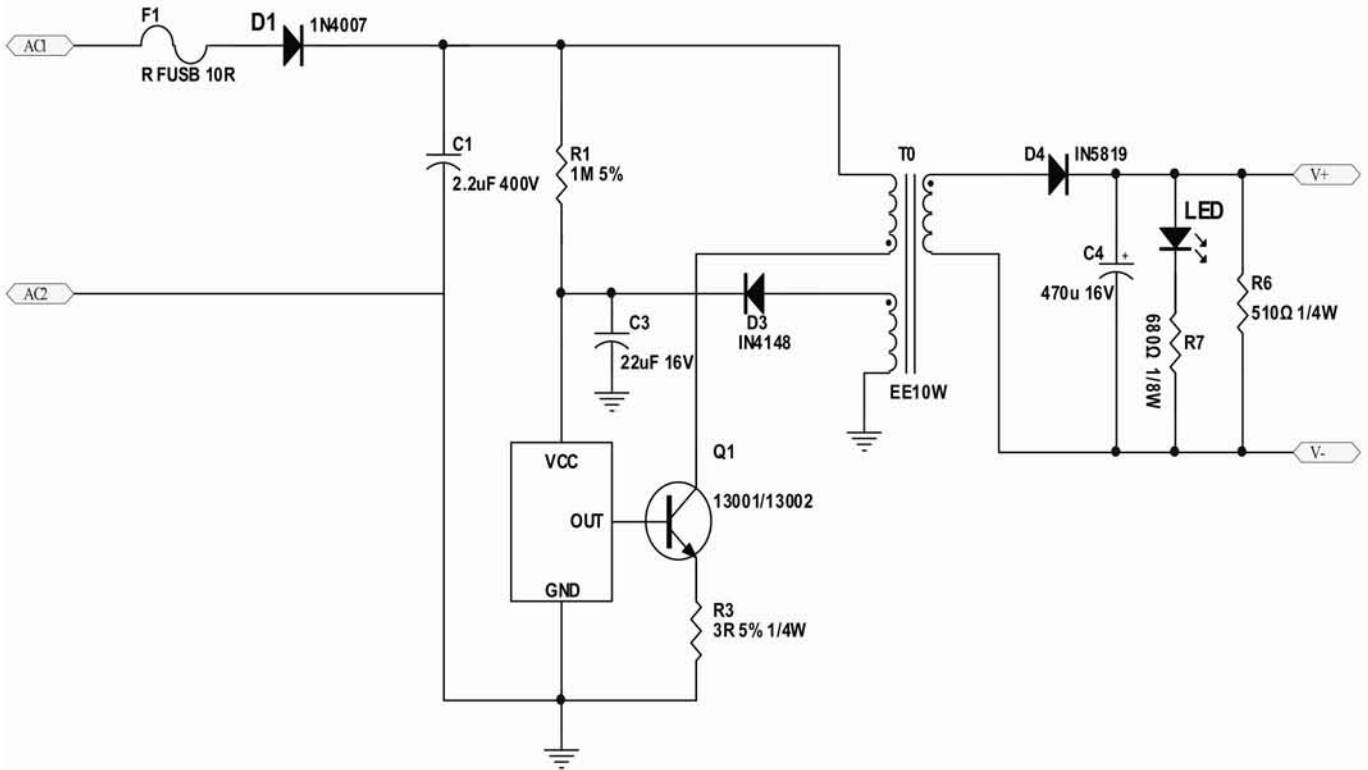 F1
D1
1N4007
AC1
R FUSB 10R
C1
2.2uF 400V
R1
1M 5%
T0
D4
IN5819
V+
LED
C4
+
470u 16V
R6
510Ω 1/4W
AC2
C3
22uF 16V
D3
IN4148
680Ω 1/8W
R7
EE10W
Q1
V-
VCC
13001/13002
OUT
GND
R3
3R 5% 1/4W